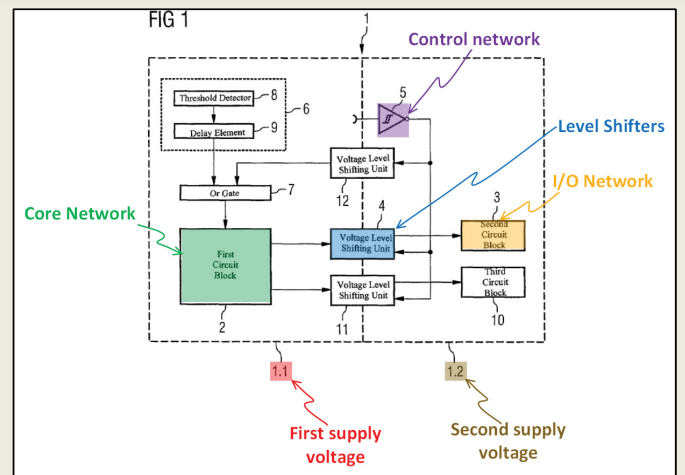 FIG 1
1
Control network
Threshold Detector
8
6
5
Delay Element
9
Level Shifters
Voltage Level
Shifting Unit
12
Or Gate
7
I/O Network
3
4
Core Network
First
Circuit
Block
2
Voltage Level
Shifting Unit
Second
Circuit
Block
Voltage Level
Shifting Unit
11
Third
Circuit
Block
10
1.1
1.2
First supply
voltage
Second supply
voltage